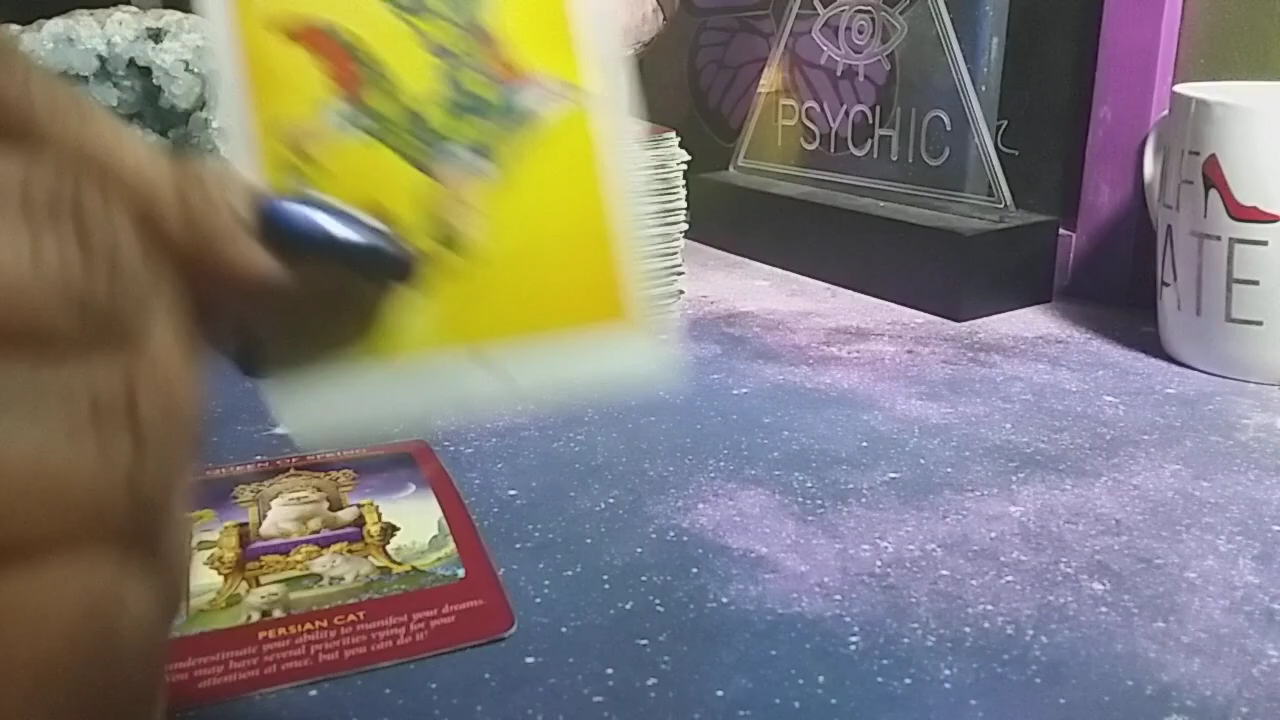 PSYCHIC
ATE
QUEEN OF SPRING
PERSIAN CAT
underestimate your ability to manifest your dreams.
You may have several priorities vying for your
attention at once, but you can do it!